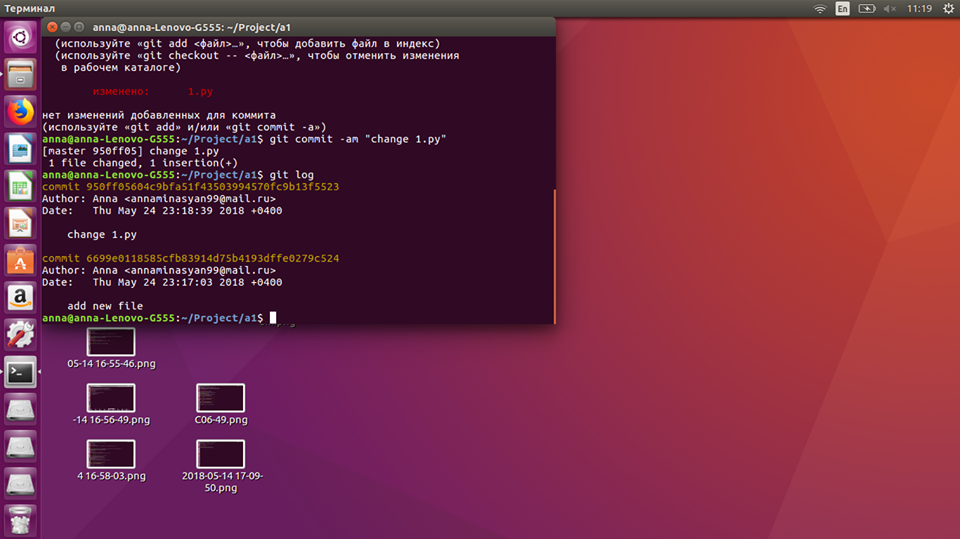 Терминал
En
11:19
anna@anna-Lenovo-G555: ~/Project/a1
(используйте «git add <файл>…», чтобы добавить файл в индекс)
(используйте «git checkout -- <файл>…», чтобы отменить изменения
в рабочем каталоге)
изменено: 1.py
нет изменений добавленных для коммита
(используйте «git add» и/или «git commit -a»)
anna@anna-Lenovo-G555:~/Project/a1$ git commit -am "change 1.py"
[master 950ff05] change 1.py
1 file changed, 1 insertion(+)
anna@anna-Lenovo-G555:~/Project/a1$ git log
commit 950ff05604c9bfa51f43503994570fc9b13f5523
Author: Anna <annaminasyan99@mail.ru>
Date: Thu May 24 23:18:39 2018 +0400
change 1.py
commit 6699e0118585cfb83914d75b4193dffe0279c524
Author: Anna <annaminasyan99@mail.ru>
Date: Thu May 24 23:17:03 2018 +0400
add new file
anna@anna-Lenovo-G555:~/Project/a1$
05-14 16-55-46.png
-14 16-56-49.png
C06-49.png
4 16-58-03.png
2018-05-14 17-09-
50.png